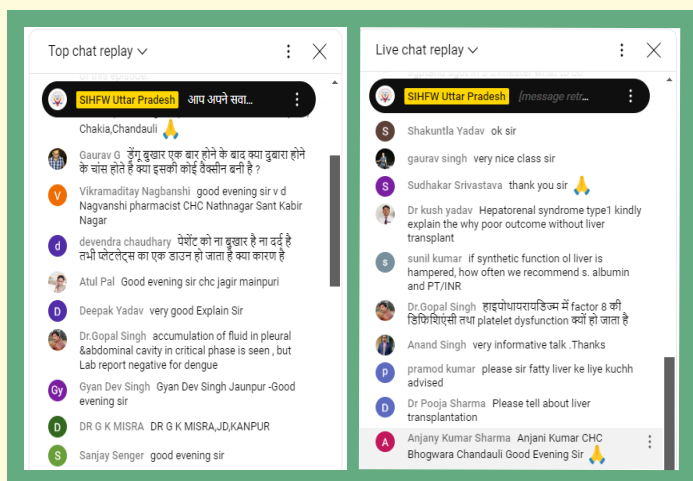 Top chat replay
SIHFW Uttar Pradesh आप अपने सवा...
Chakia,Chandauli 🙏
Gaurav G डेंगू बुखार एक बार होने के बाद क्या दुबारा होने
के चांस होते है क्या इसकी कोई वैक्सीन बनी है ?
Vikramaditay Nagbanshi good evening sir v d
Nagvanshi pharmacist CHC Nathnagar Sant Kabir
Nagar
devendra chaudhary पेशेंट को ना बुखार है ना दर्द है
तभी प्लेटलेट्स का एक डाउन हो जाता है क्या कारण है
Atul Pal Good evening sir chc jagir mainpuri
D Deepak Yadav very good Explain Sir
Dr.Gopal Singh accumulation of fluid in pleural
&abdominal cavity in critical phase is seen , but
Lab report negative for dengue
Gy Gyan Dev Singh Gyan Dev Singh Jaunpur -Good
evening sir
D DR G K MISRA DR G K MISRA,JD,KANPUR
S Sanjay Senger good evening sir
Live chat replay
SIHFW Uttar Pradesh [message retr...
S Shakuntla Yadav ok sir
gaurav singh very nice class sir
S Sudhakar Srivastava thank you sir 🙏
Dr kush yadav Hepatorenal syndrome type1 kindly
explain the why poor outcome without liver
transplant
s sunil kumar if synthetic function ol liver is
hampered, how often we recommend s. albumin
and PT/INR
Dr.Gopal Singh हाइपोथायरायडिज्म में factor 8 की
डिफिशिएंसी तथा platelet dysfunction क्यों हो जाता है
Anand Singh very informative talk .Thanks
p pramod kumar please sir fatty liver ke liye kuchh
advised
D Dr Pooja Sharma Please tell about liver
transplantation
A Anjany Kumar Sharma Anjani Kumar CHC
Bhogwara Chandauli Good Evening Sir 🙏